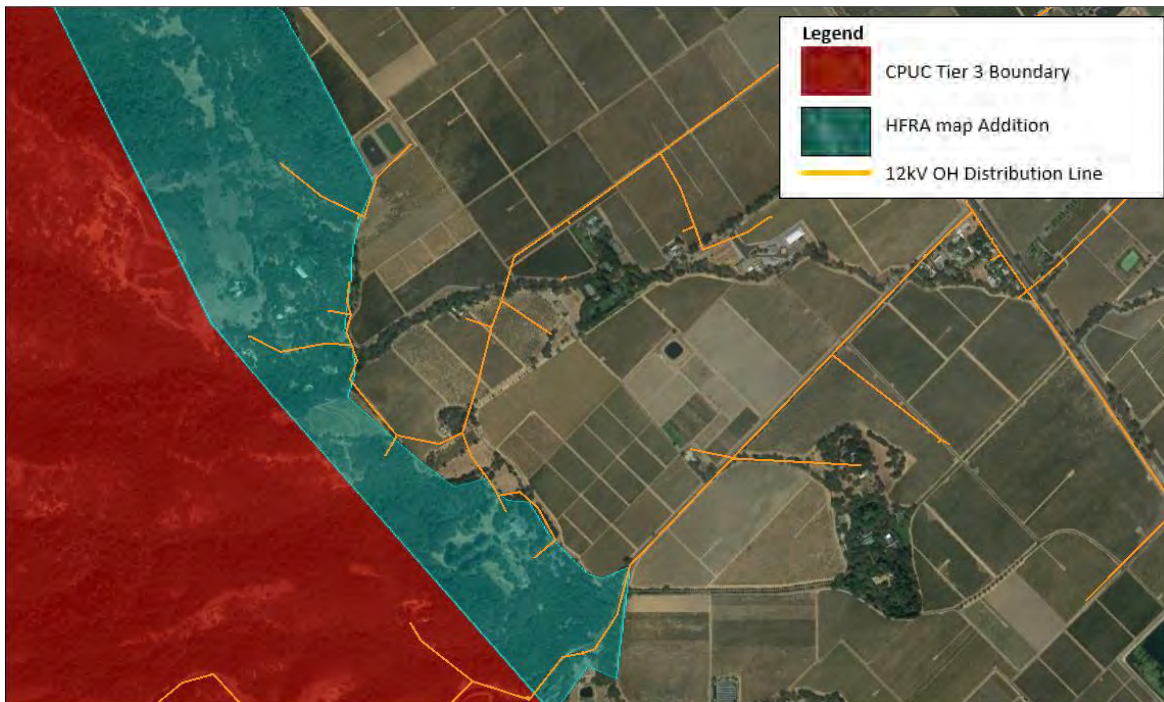 Legend
CPUC Tier 3 Boundary
HFRA map Addition
12kV OH Distribution Line